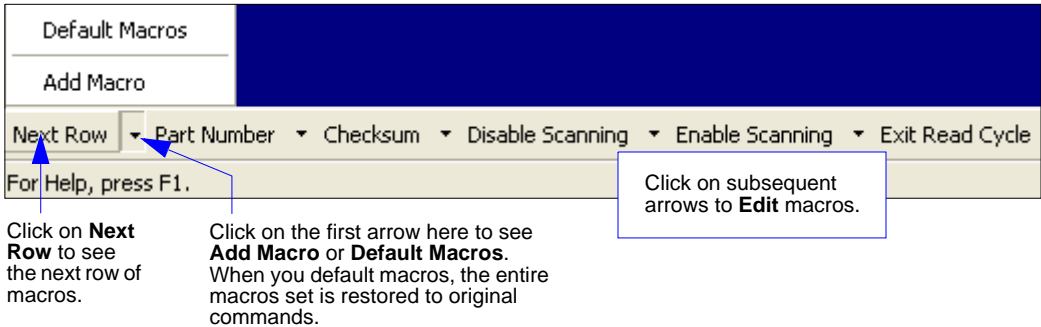 Default Macros
Add Macro
Next Row Part Number Checksum Disable Scanning Enable Scanning Exit Read Cycle
For Help, press F1.
Click on subsequent
arrows to Edit macros.
Click on Next
Row to see
the next row of
macros.
Click on the first arrow here to see
Add Macro or Default Macros.
When you default macros, the entire
macros set is restored to original
commands.